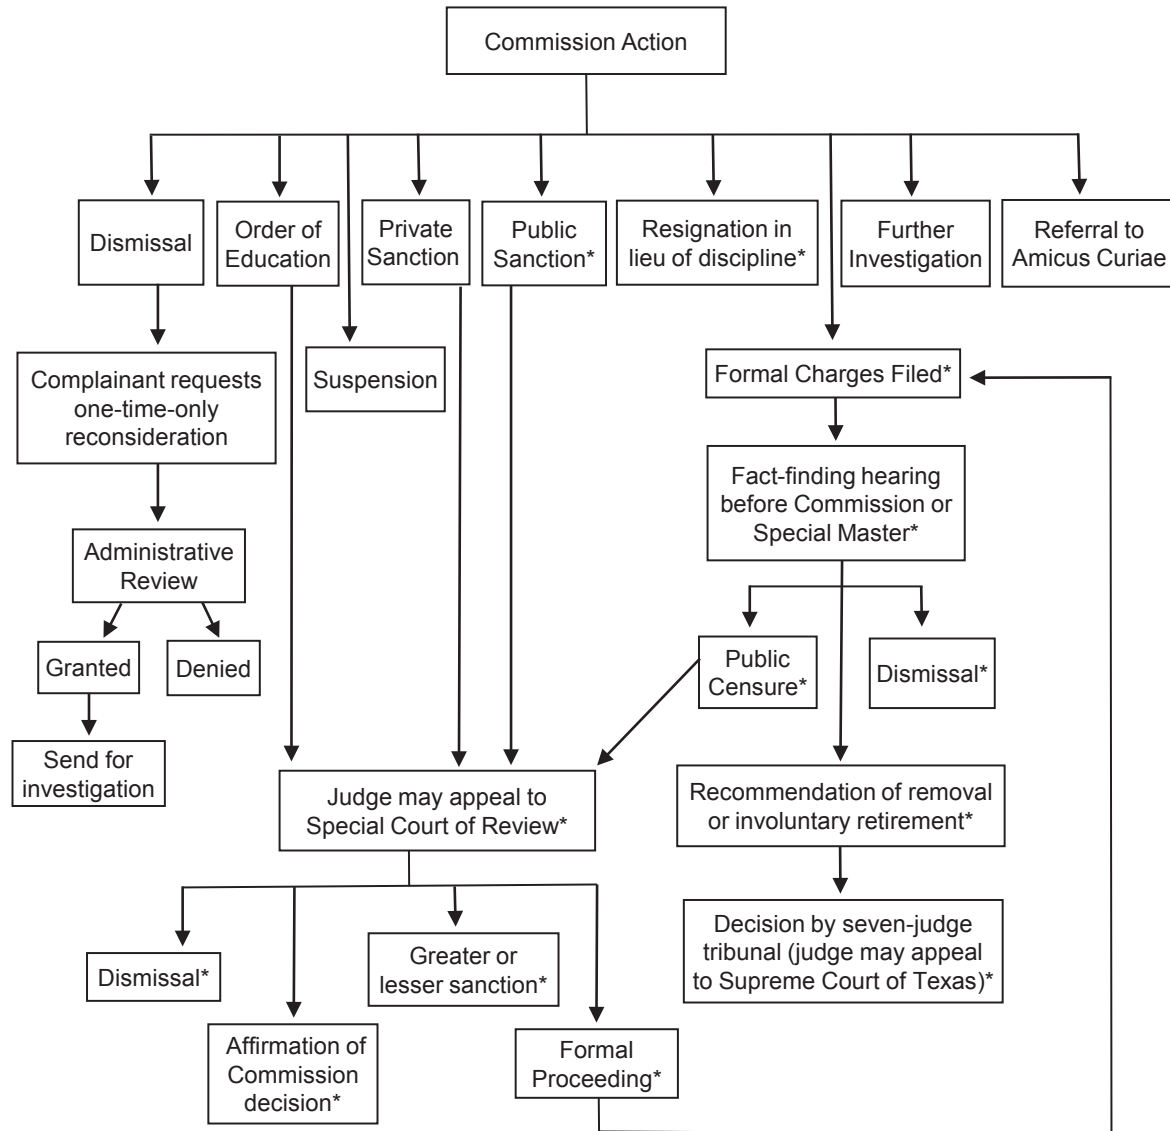 Commission Action
Dismissal
Order of
Education
Private
Sanction
Public
Sanction*
Resignation in
lieu of discipline*
Further
Investigation
Referral to
Amicus Curiae
Complainant requests
one-time-only
reconsideration
Suspension
Formal Charges Filed*
Administrative
Review
Fact-finding hearing
before Commission or
Special Master*
Granted
Denied
Public
Censure*
Dismissal*
Send for
investigation
Judge may appeal to
Special Court of Review*
Recommendation of removal
or involuntary retirement*
Dismissal*
Greater or
lesser sanction*
Decision by seven-judge
tribunal (judge may appeal
to Supreme Court of Texas)*
Affirmation of
Commission
decision*
Formal
Proceeding*